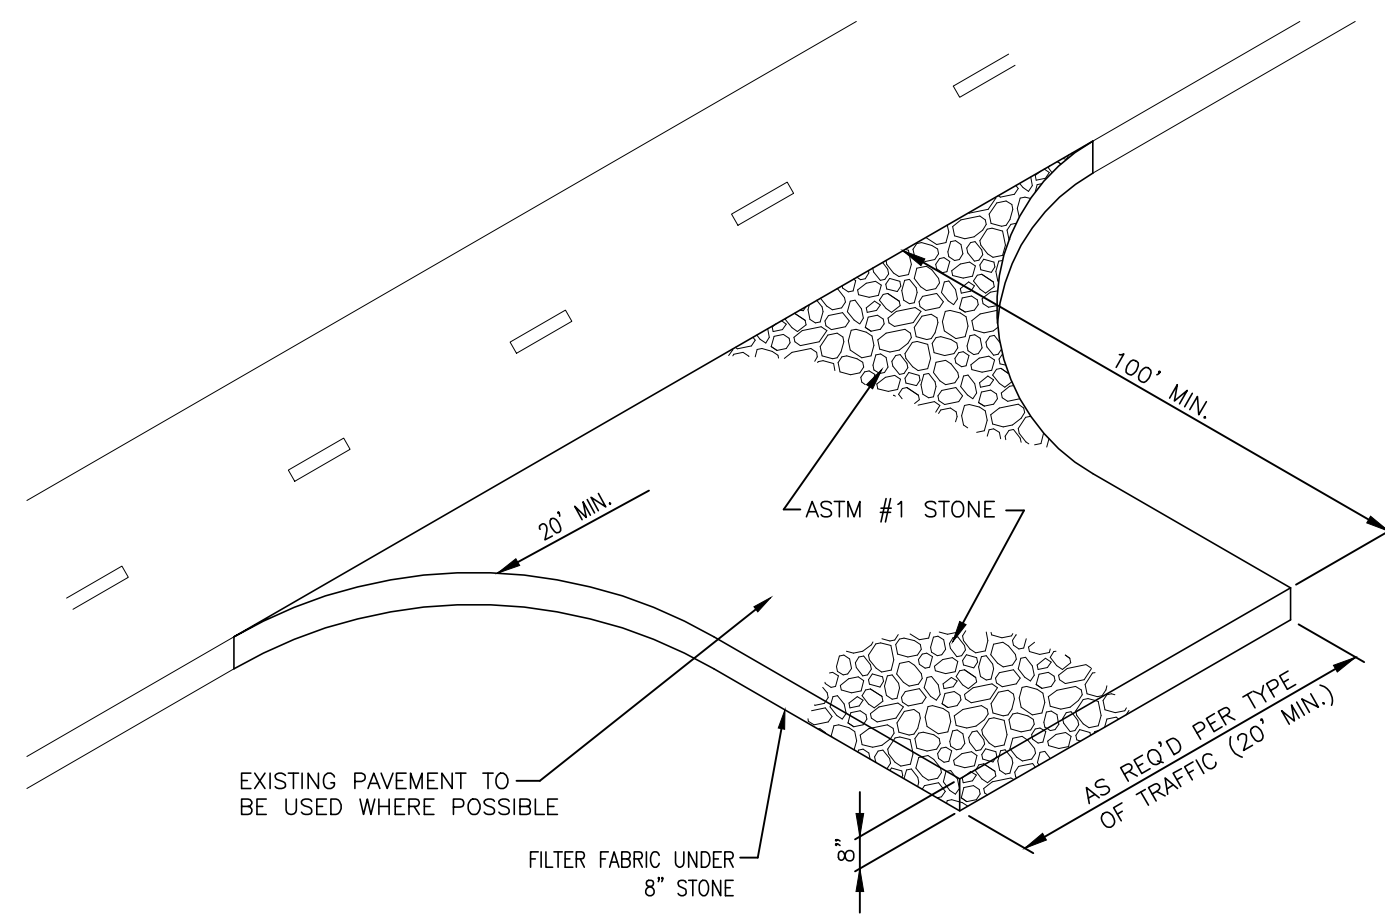 100' MIN.
20' MIN.
ASTM #1 STONE
EXISTING PAVEMENT TO
BE USED WHERE POSSIBLE
FILTER FABRIC UNDER
8" STONE
8"
AS REQ'D PER TYPE
OF TRAFFIC (20' MIN.)